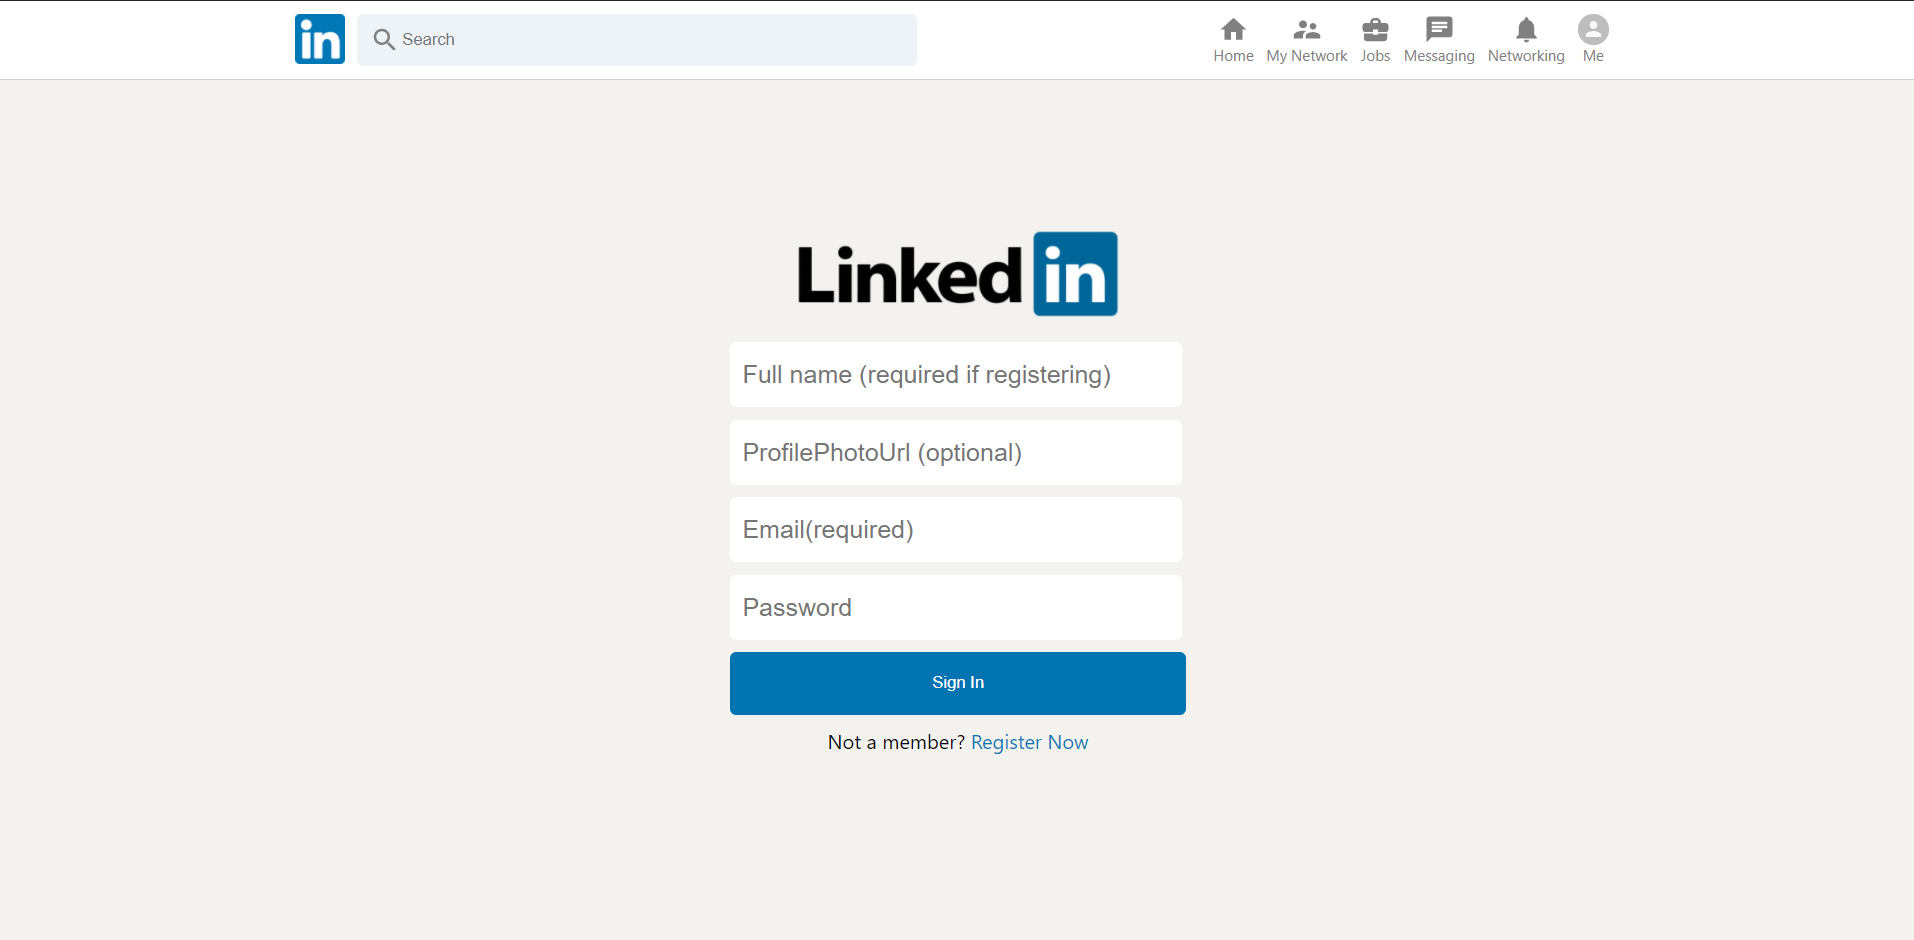 in Search
Home My Network Jobs Messaging Networking Me
Linked in
Full name (required if registering)
ProfilePhotoUrl (optional)
Email(required)
Password
Sign In
Not a member? Register Now